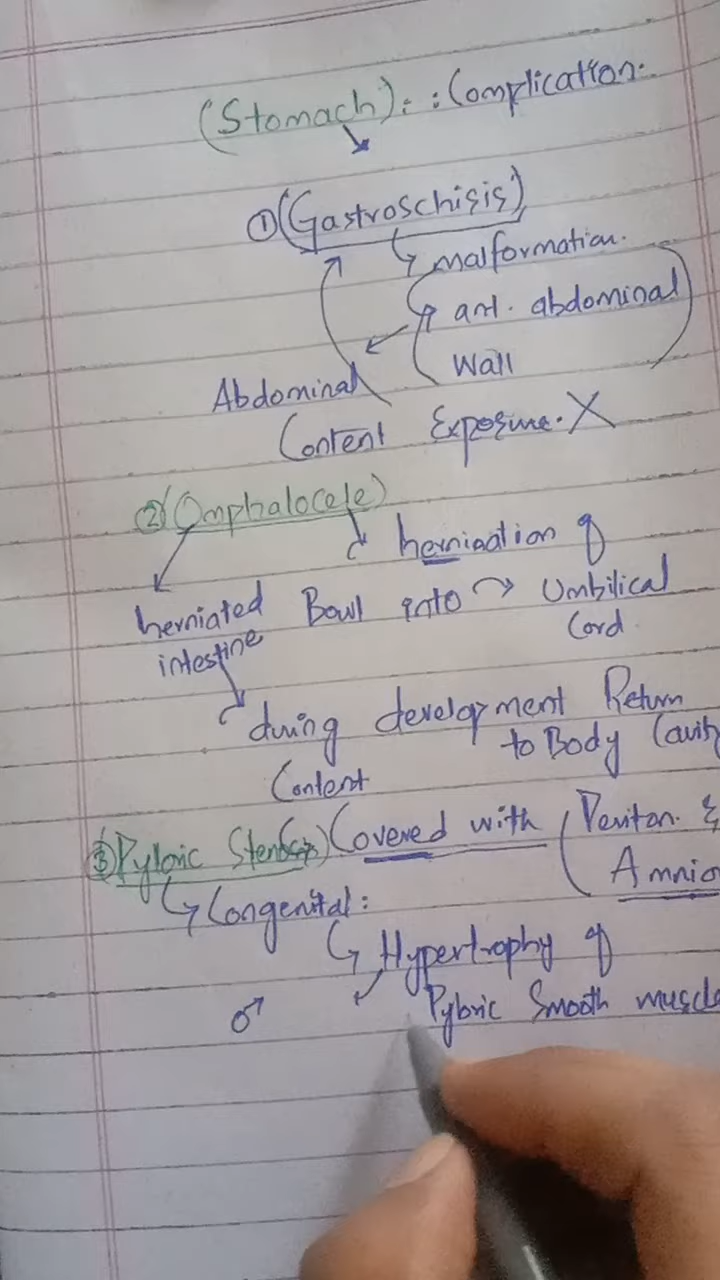 (Stomach): : Complication.
① (Gastroschisis)
malformation.
ant. abdominal
Wall
Abdominal
Content Exposure. X
② (Omphalocele)
herniation of
herniated Bowl into Umbilical
intestine Cord
during development Return
to Body Cavity
Content
③ Pyloric Covered with (Periton. &
Amnio
Congenital:
Hypertrophy of
♂ Pyloric Smooth muscle